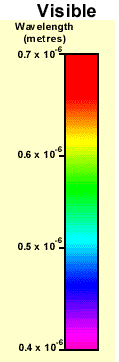 Visible
Wavelength
(metres)
0.7 x 10⁻⁶
0.6 x 10⁻⁶
0.5 x 10⁻⁶
0.4 x 10⁻⁶